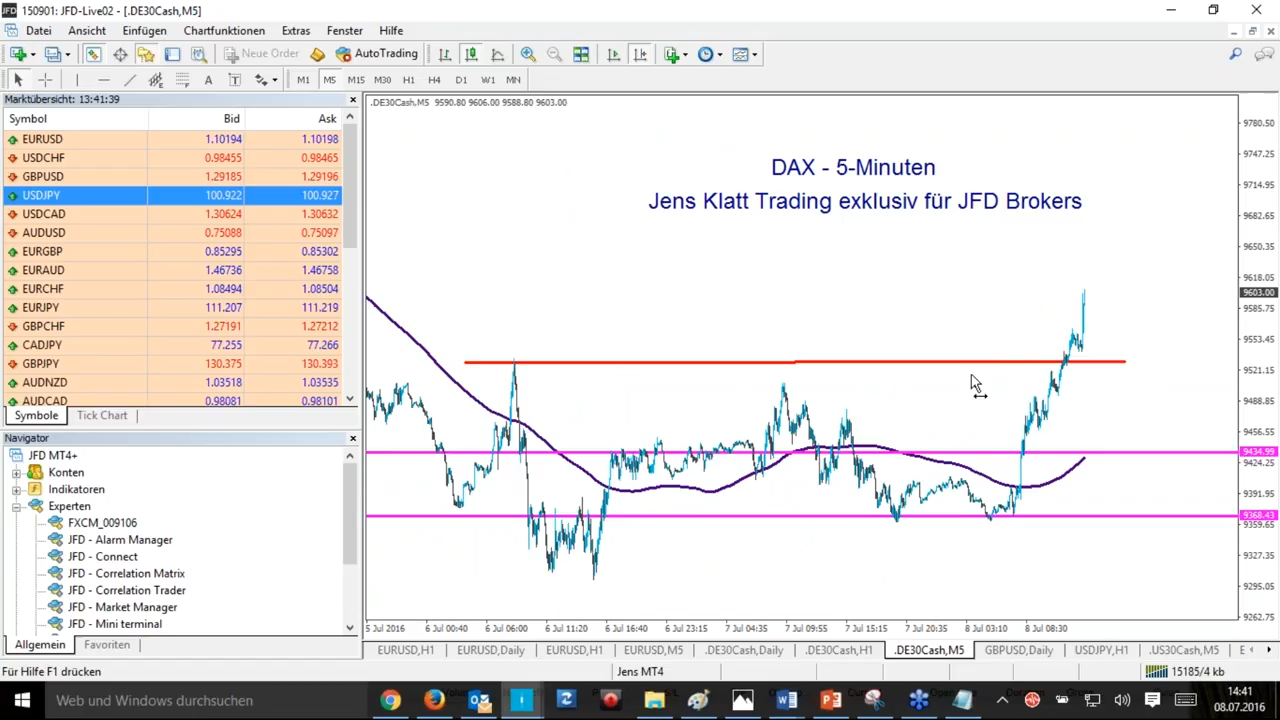 150901: JFD-Live02 - [.DE30Cash,M5]
Datei Ansicht Einfügen Chartfunktionen Extras Fenster Hilfe
Neue Order AutoTrading
A T M1 M5 M15 M30 H1 H4 D1 W1 MN
Marktübersicht: 13:41:39
Symbol Bid Ask
EURUSD 1.10194 1.10198
USDCHF 0.98455 0.98465
GBPUSD 1.29185 1.29196
USDJPY 100.922 100.927
USDCAD 1.30624 1.30632
AUDUSD 0.75088 0.75097
EURGBP 0.85295 0.85302
EURAUD 1.46736 1.46758
EURCHF 1.08494 1.08504
EURJPY 111.207 111.219
GBPCHF 1.27191 1.27212
CADJPY 77.255 77.266
GBPJPY 130.375 130.393
AUDNZD 1.03518 1.03535
AUDCAD 0.98081 0.98101
Symbole Tick Chart
Navigator
JFD MT4+
Konten
Indikatoren
Experten
FXCM_009106
JFD - Alarm Manager
JFD - Connect
JFD - Correlation Matrix
JFD - Correlation Trader
JFD - Market Manager
JFD - Mini terminal
Allgemein Favoriten
.DE30Cash,M5 9590.80 9606.00 9588.80 9603.00
DAX - 5-Minuten
Jens Klatt Trading exklusiv für JFD Brokers
9780.50
9747.25
9714.95
9682.65
9650.35
9618.05
9603.00
9585.75
9553.45
9521.15
9488.85
9456.55
9434.99
9424.25
9391.95
9368.43
9359.65
9327.35
9295.05
9262.75
5 Jul 2016 6 Jul 00:40 6 Jul 06:00 6 Jul 11:20 6 Jul 16:40 6 Jul 23:15 7 Jul 04:35 7 Jul 09:55 7 Jul 15:15 7 Jul 20:35 8 Jul 03:10 8 Jul 08:30
EURUSD,H1 EURUSD,Daily EURUSD,H1 EURUSD,M5 .DE30Cash,Daily .DE30Cash,H1 .DE30Cash,M5 GBPUSD,Daily USDJPY,H1 .US30Cash,M5 E
Für Hilfe F1 drücken Jens MT4 15185/4 kb
Web und Windows durchsuchen
14:41
08.07.2016